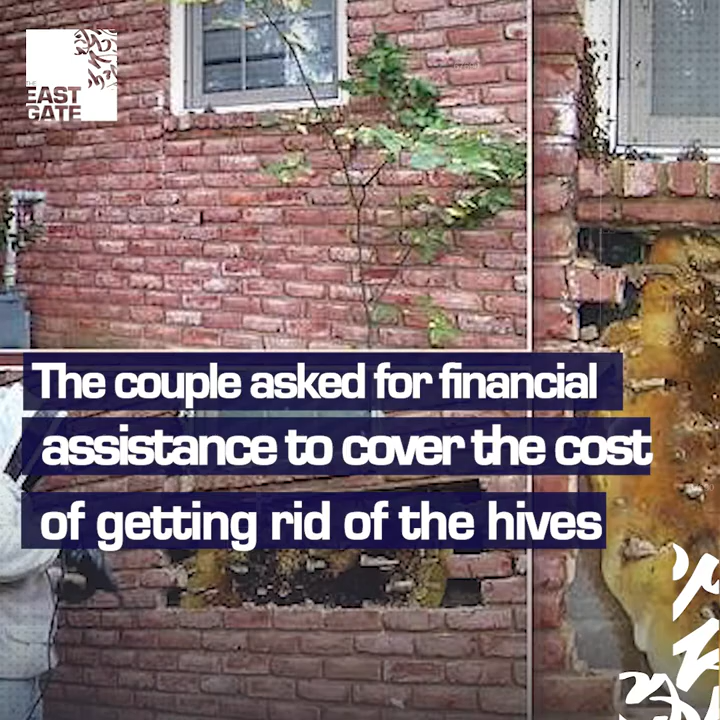 THE
EAST
GATE
The couple asked for financial
assistance to cover the cost
of getting rid of the hives